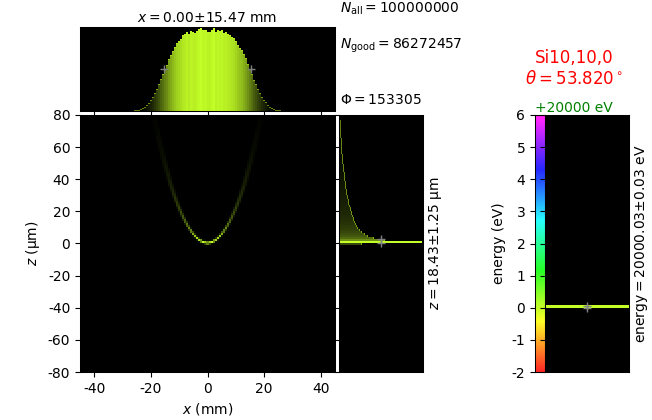 x = 0.00±15.47 mm
N_all = 100000000
N_good = 86272457
Φ = 153305
Si10,10,0
θ = 53.820°
+20000 eV
80
60
40
20
0
-20
-40
-60
-80
z (μm)
-40
-20
0
20
40
x (mm)
z = 18.43±1.25 μm
6
5
4
3
2
1
0
-1
-2
energy (eV)
energy = 20000.03±0.03 eV